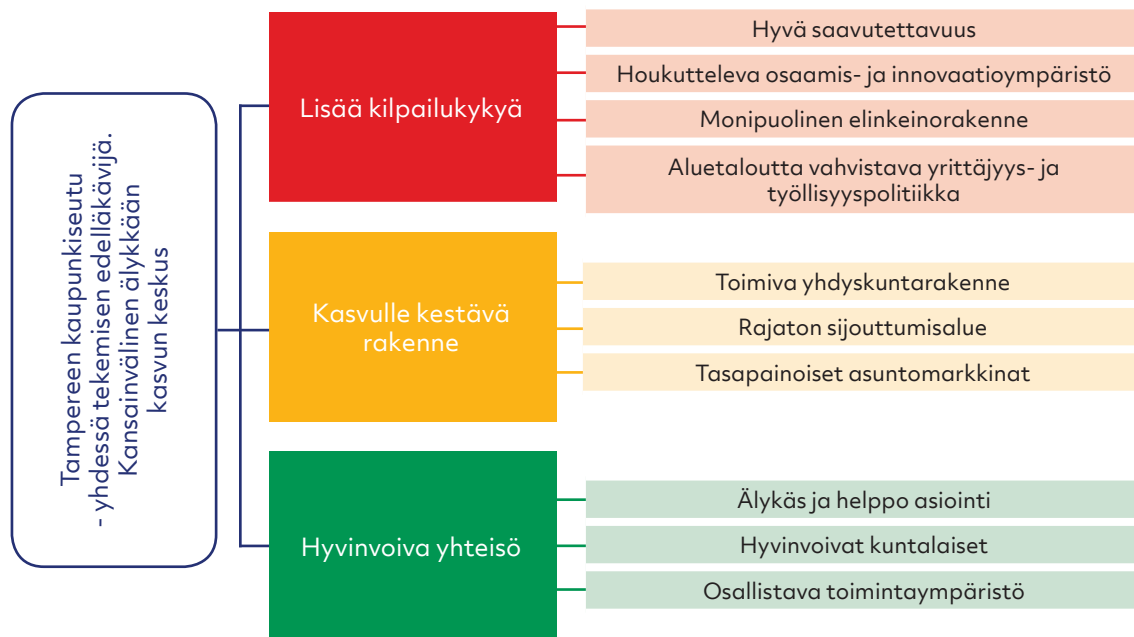 Tampereen kaupunkiseutu
- yhdessä tekemisen edelläkävijä.
Kansainvälinen älykkään
kasvun keskus
Lisää kilpailukykyä
Hyvä saavutettavuus
Houkutteleva osaamis- ja innovaatioympäristö
Monipuolinen elinkeinorakenne
Aluetaloutta vahvistava yrittäjyys- ja
työllisyyspolitiikka
Kasvulle kestävä
rakenne
Toimiva yhdyskuntarakenne
Rajaton sijouttumisalue
Tasapainoiset asuntomarkkinat
Hyvinvoiva yhteisö
Älykäs ja helppo asiointi
Hyvinvoivat kuntalaiset
Osallistava toimintaympäristö